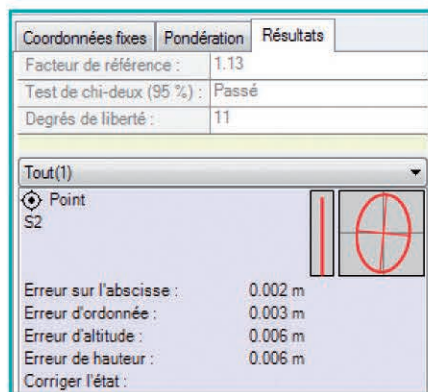 Coordonnées fixes Pondération Résultats
Facteur de référence : 1.13
Test de chi-deux (95 %) : Passé
Degrés de liberté : 11
Tout(1)
Point
S2
Erreur sur l'abscisse : 0.002 m
Erreur d'ordonnée : 0.003 m
Erreur d'altitude : 0.006 m
Erreur de hauteur : 0.006 m
Corriger l'état :